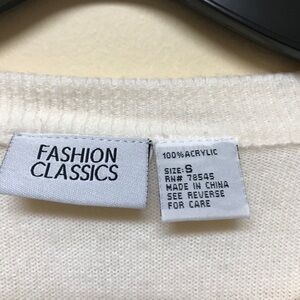 FASHION
CLASSICS
100% ACRYLIC
SIZE: S
RN# 78545
MADE IN CHINA
SEE REVERSE
FOR CARE